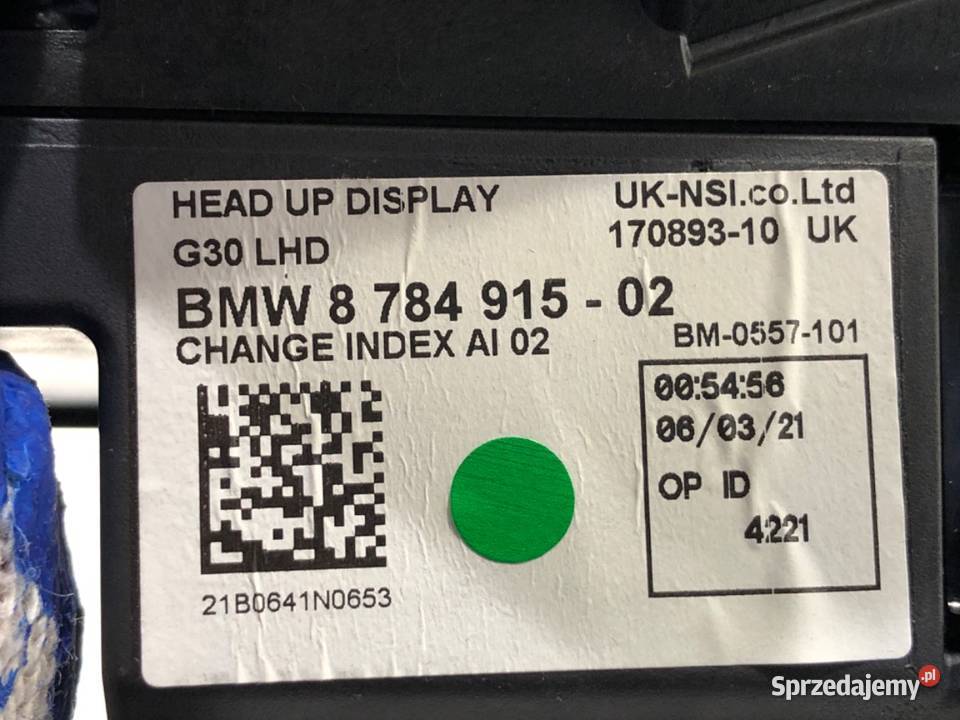 HEAD UP DISPLAY
UK-NSI.co.Ltd
G30 LHD
170893-10 UK
BMW 8 784 915 - 02
CHANGE INDEX AI 02
BM-0557-101
00:54:56
06/03/21
OP ID
4221
21B0641N0653
Sprzedajemy.pl